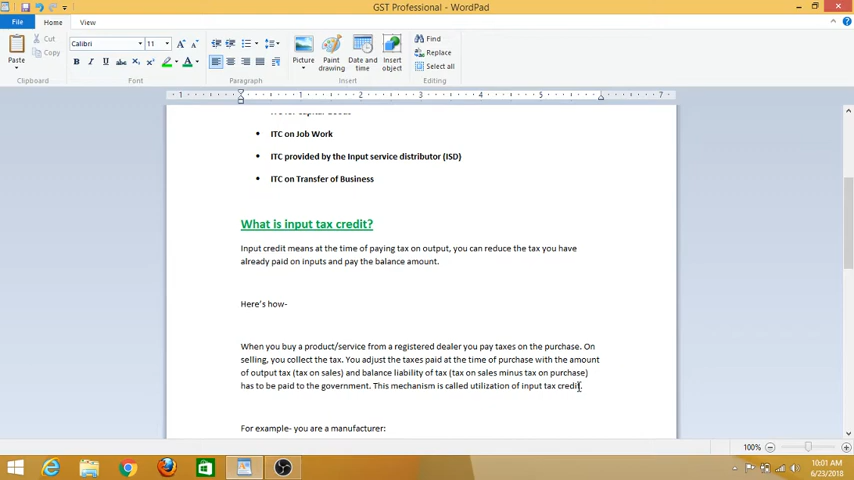 GST Professional - WordPad
File Home View
Cut
Copy
Paste
Clipboard
Calibri 11
Font
Paragraph
Picture
Paint drawing
Date and time
Insert object
Insert
Find
Replace
Select all
Editing
1 1 2 3 4 5 7
ITC on Job Work
ITC provided by the Input service distributor (ISD)
ITC on Transfer of Business
What is input tax credit?
Input credit means at the time of paying tax on output, you can reduce the tax you have
already paid on inputs and pay the balance amount.
Here's how-
When you buy a product/service from a registered dealer you pay taxes on the purchase. On
selling, you collect the tax. You adjust the taxes paid at the time of purchase with the amount
of output tax (tax on sales) and balance liability of tax (tax on sales minus tax on purchase)
has to be paid to the government. This mechanism is called utilization of input tax credit.
For example- you are a manufacturer:
100%
10:01 AM
6/23/2018